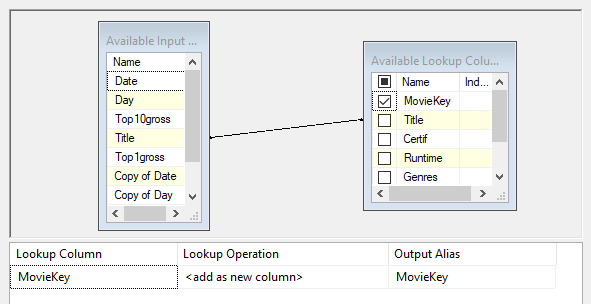 Available Input ...
Name
Date
Day
Top10gross
Title
Top1gross
Copy of Date
Copy of Day
Available Lookup Colu...
Name Ind...
MovieKey
Title
Certif
Runtime
Genres
Lookup Column Lookup Operation Output Alias
MovieKey <add as new column> MovieKey